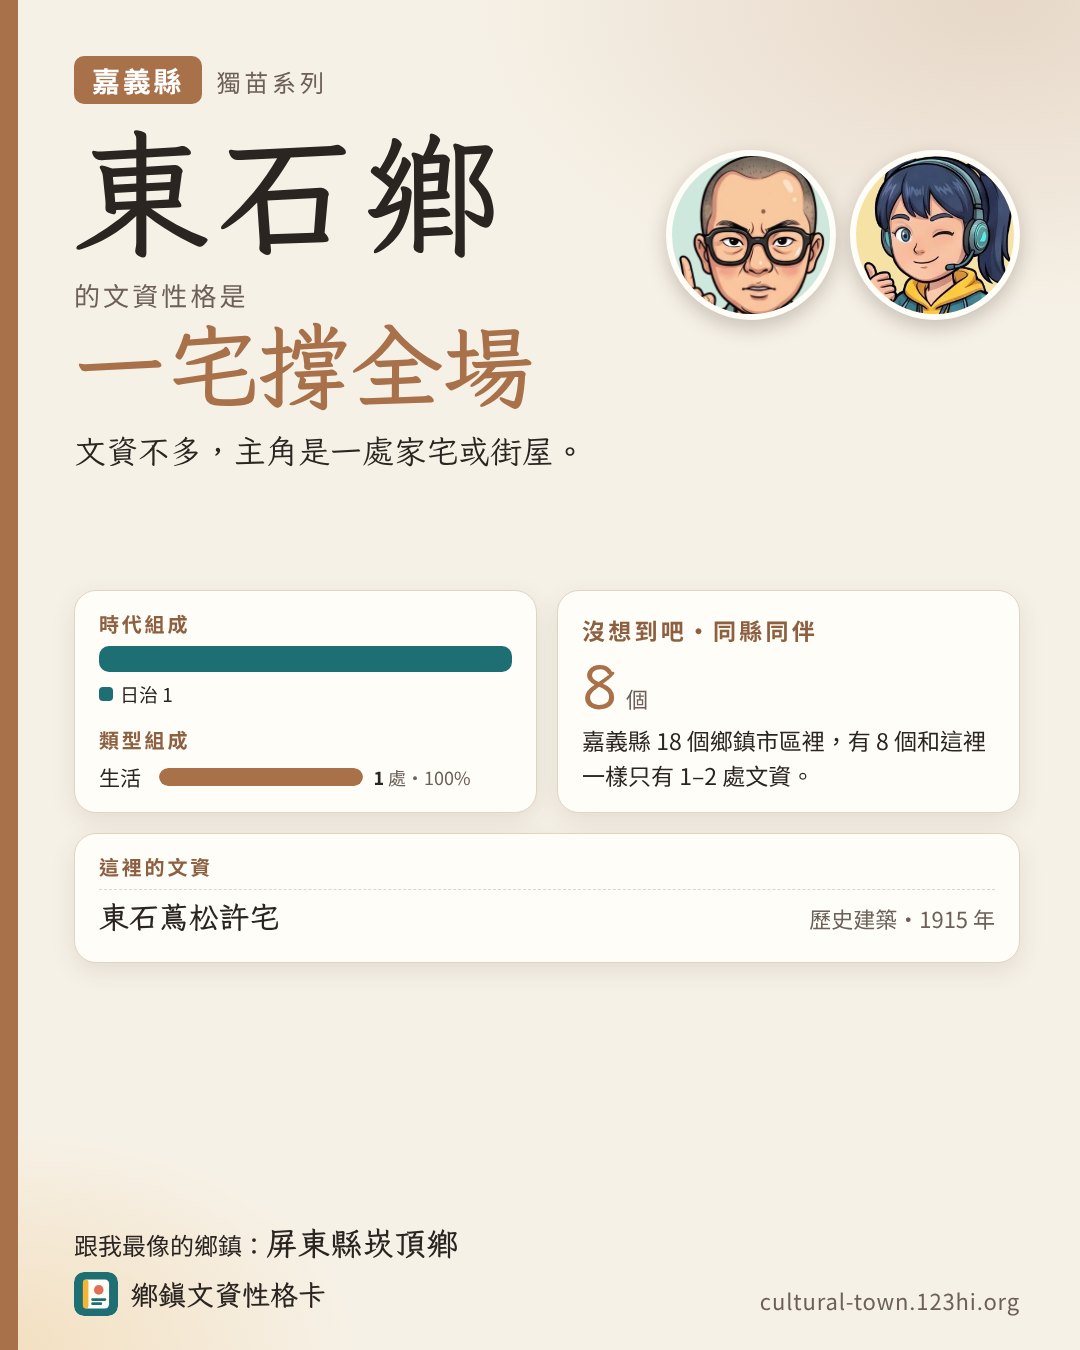 嘉義縣 獨苗系列
東石鄉
的文資性格是
一宅撐全場
文資不多，主角是一處家宅或街屋。
時代組成
日治 1
類型組成
生活 1 處・100%
沒想到吧・同縣同伴
8 個
嘉義縣 18 個鄉鎮市區裡，有 8 個和這裡
一樣只有 1–2 處文資。
這裡的文資
東石蔦松許宅 歷史建築・1915 年
跟我最像的鄉鎮：屏東縣崁頂鄉
鄉鎮文資性格卡
cultural-town.123hi.org